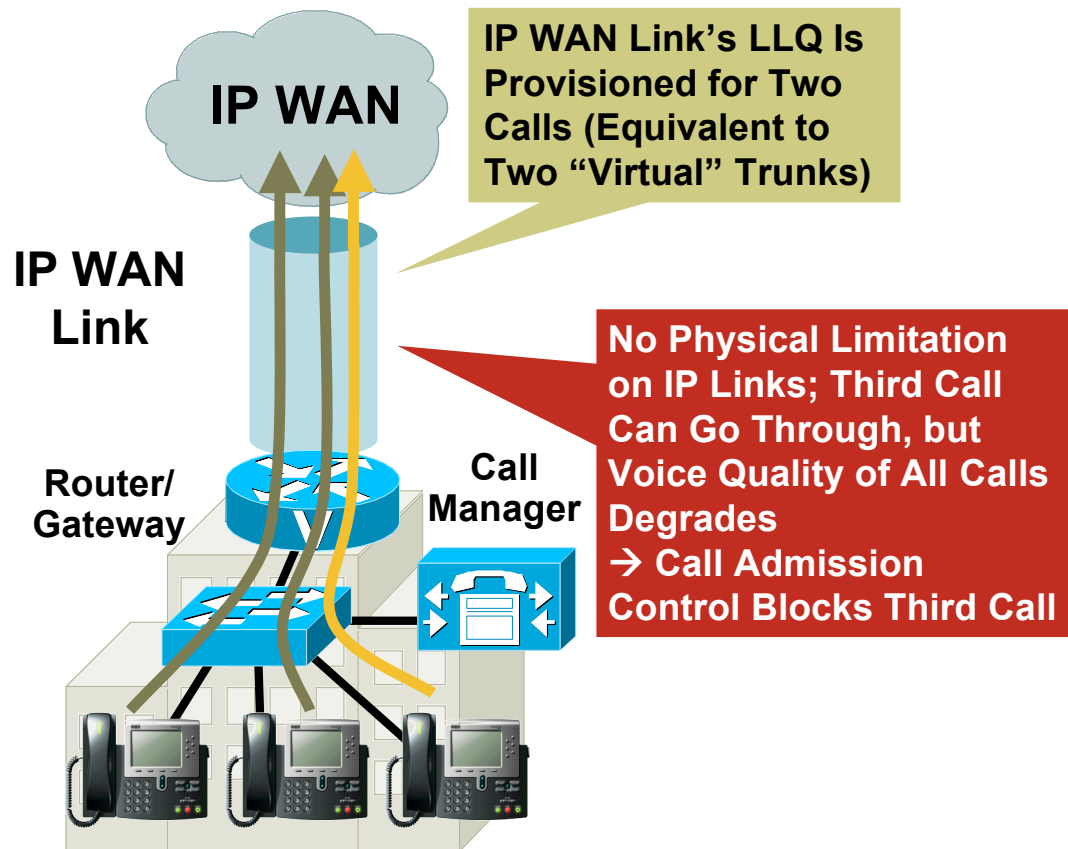 IP WAN
IP WAN Link’s LLQ Is
Provisioned for Two
Calls (Equivalent to
Two “Virtual” Trunks)
IP WAN
Link
No Physical Limitation
on IP Links; Third Call
Can Go Through, but
Voice Quality of All Calls
Degrades
→ Call Admission
Control Blocks Third Call
Router/
Gateway
Call
Manager
V